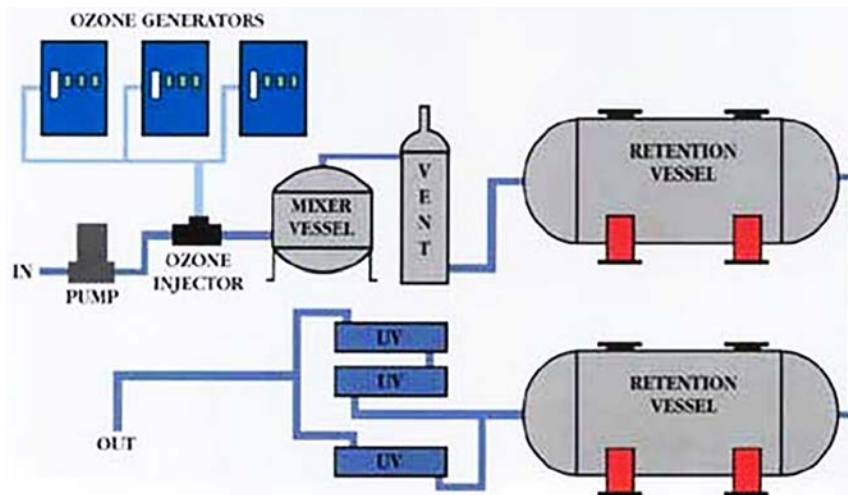 OZONE GENERATORS
MIXER
VESSEL
VENT
RETENTION
VESSEL
IN
PUMP
OZONE
INJECTOR
UV
UV
UV
RETENTION
VESSEL
OUT